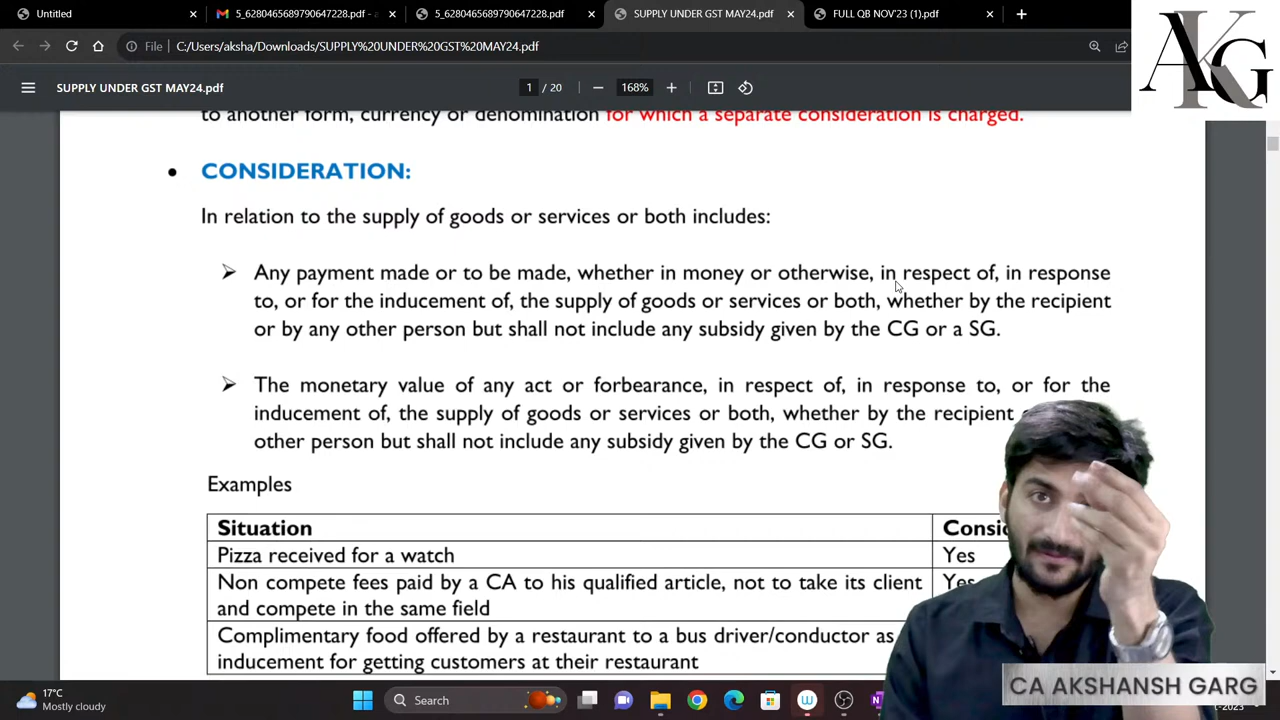 Untitled
5_6280465689790647228.pdf - a
5_6280465689790647228.pdf
SUPPLY UNDER GST MAY24.pdf
FULL QB NOV'23 (1).pdf
File
C:/Users/aksha/Downloads/SUPPLY%20UNDER%20GST%20MAY24.pdf
AKG
SUPPLY UNDER GST MAY24.pdf
1 / 20
168%
to another form, currency or denomination for which a separate consideration is charged.
• CONSIDERATION:
In relation to the supply of goods or services or both includes:
➢ Any payment made or to be made, whether in money or otherwise, in respect of, in response
to, or for the inducement of, the supply of goods or services or both, whether by the recipient
or by any other person but shall not include any subsidy given by the CG or a SG.
➢ The monetary value of any act or forbearance, in respect of, in response to, or for the
inducement of, the supply of goods or services or both, whether by the recipient
other person but shall not include any subsidy given by the CG or SG.
Examples
Situation
Pizza received for a watch
Yes
Non compete fees paid by a CA to his qualified article, not to take its client
Yes
and compete in the same field
Complimentary food offered by a restaurant to a bus driver/conductor as
inducement for getting customers at their restaurant
CA AKSHANSH GARG
17°C
Mostly cloudy
Search